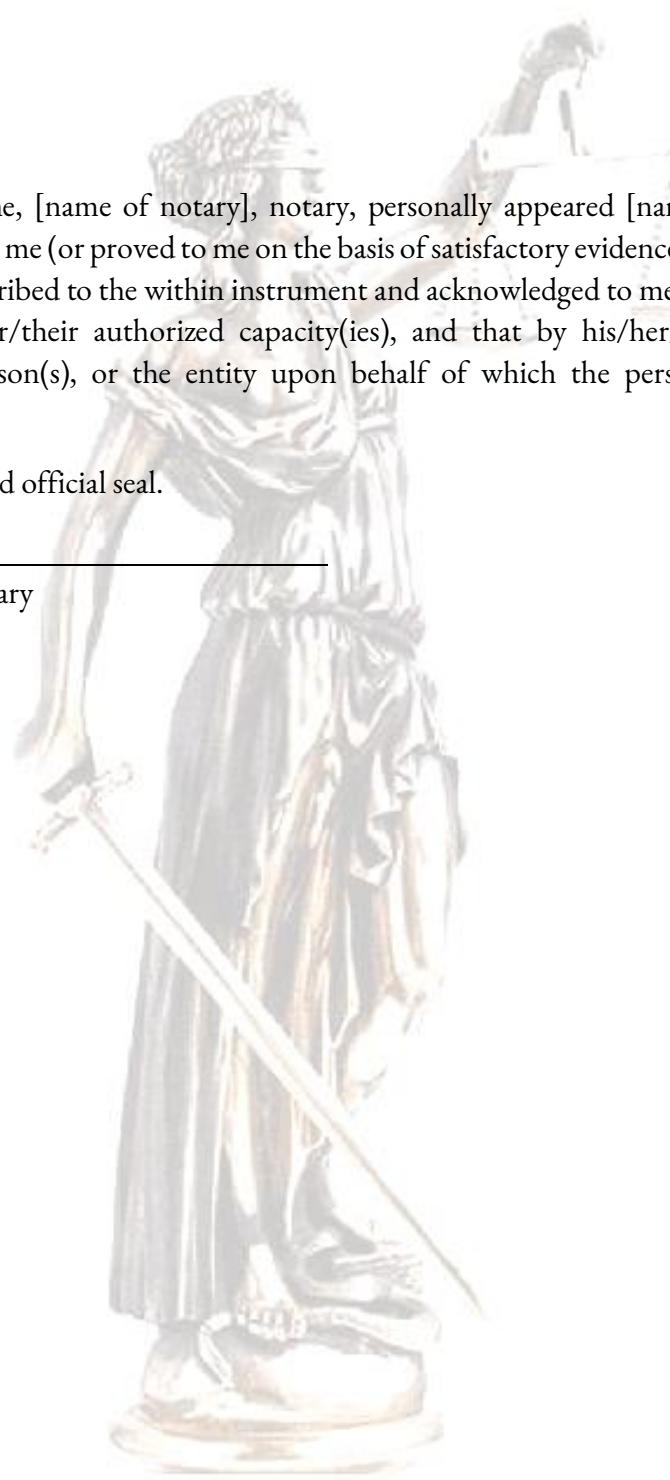 ne, [name of notary], notary, personally appeared [nar
me (or proved to me on the basis of satisfactory evidence
ribed to the within instrument and acknowledged to me
r/their authorized capacity(ies), and that by his/her/
son(s), or the entity upon behalf of which the pers
d official seal.
ary